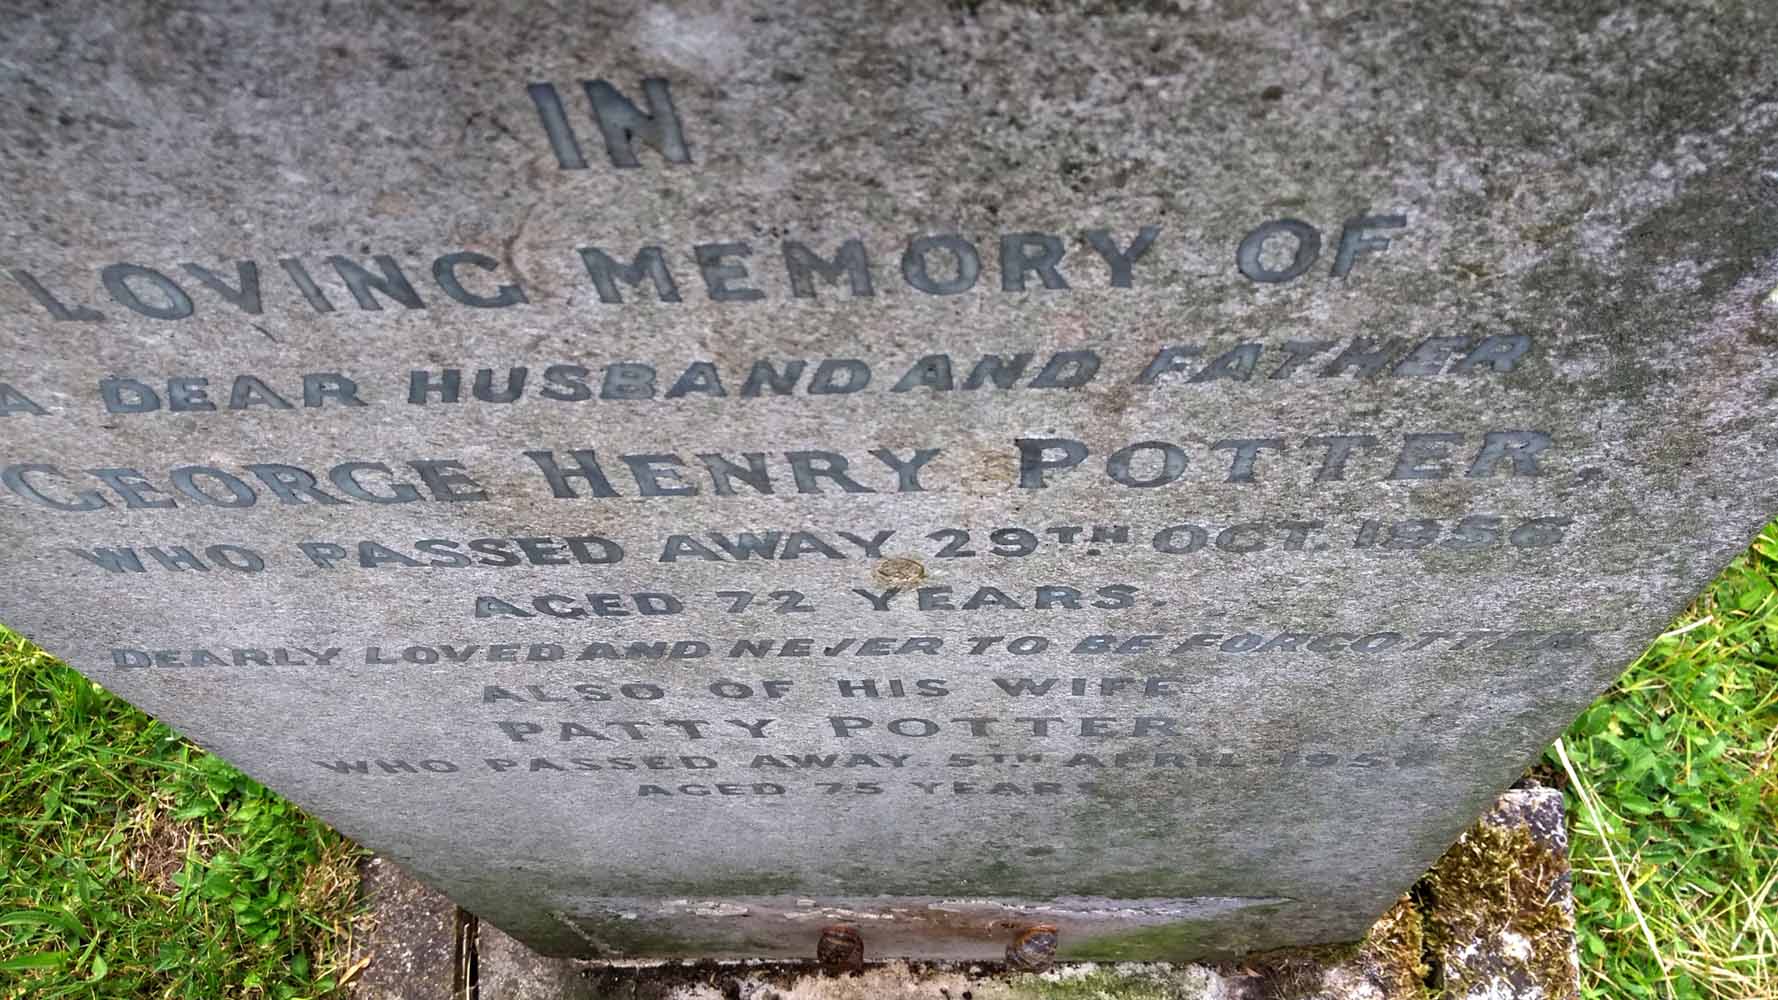 IN
LOVING MEMORY OF
A DEAR HUSBAND AND FATHER
GEORGE HENRY POTTER,
WHO PASSED AWAY 29TH OCT. 1956
AGED 72 YEARS.
DEARLY LOVED AND NEVER TO BE FORGOTTEN
ALSO OF HIS WIFE
PATTY POTTER
WHO PASSED AWAY 5TH APRIL
AGED 75 YEARS